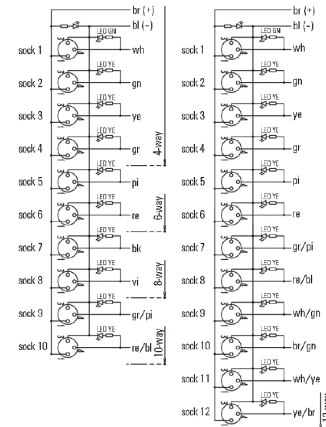 br (+)
bl (−)
LED GN
sock 1 wh
LED YE
sock 2 gn
LED YE
sock 3 ye
LED YE
sock 4 gr
4-way
LED YE
sock 5 pi
LED YE
sock 6 re
6-way
LED YE
sock 7 bk
LED YE
sock 8 vi
8-way
LED YE
sock 9 gr/pi
LED YE
sock 10 re/bl
10-way
br (+)
bl (−)
LED GN
sock 1 wh
LED YE
sock 2 gn
LED YE
sock 3 ye
LED YE
sock 4 gr
LED YE
sock 5 pi
LED YE
sock 6 re
LED YE
sock 7 gr/pi
LED YE
sock 8 re/bl
LED YE
sock 9 wh/gn
LED YE
sock 10 br/gn
LED YE
sock 11 wh/ye
LED YE
sock 12 ye/br
12-way